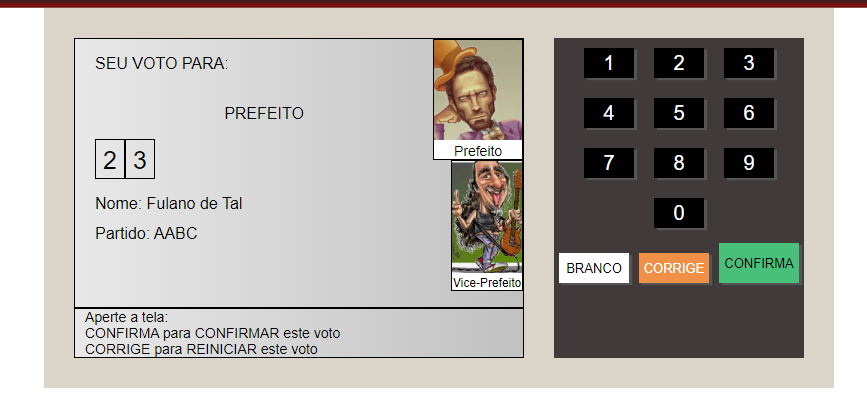 SEU VOTO PARA:
PREFEITO
2 3
Nome: Fulano de Tal
Partido: AABC
Prefeito
Vice-Prefeito
Aperte a tela:
CONFIRMA para CONFIRMAR este voto
CORRIGE para REINICIAR este voto
1 2 3
4 5 6
7 8 9
0
BRANCO CORRIGE CONFIRMA